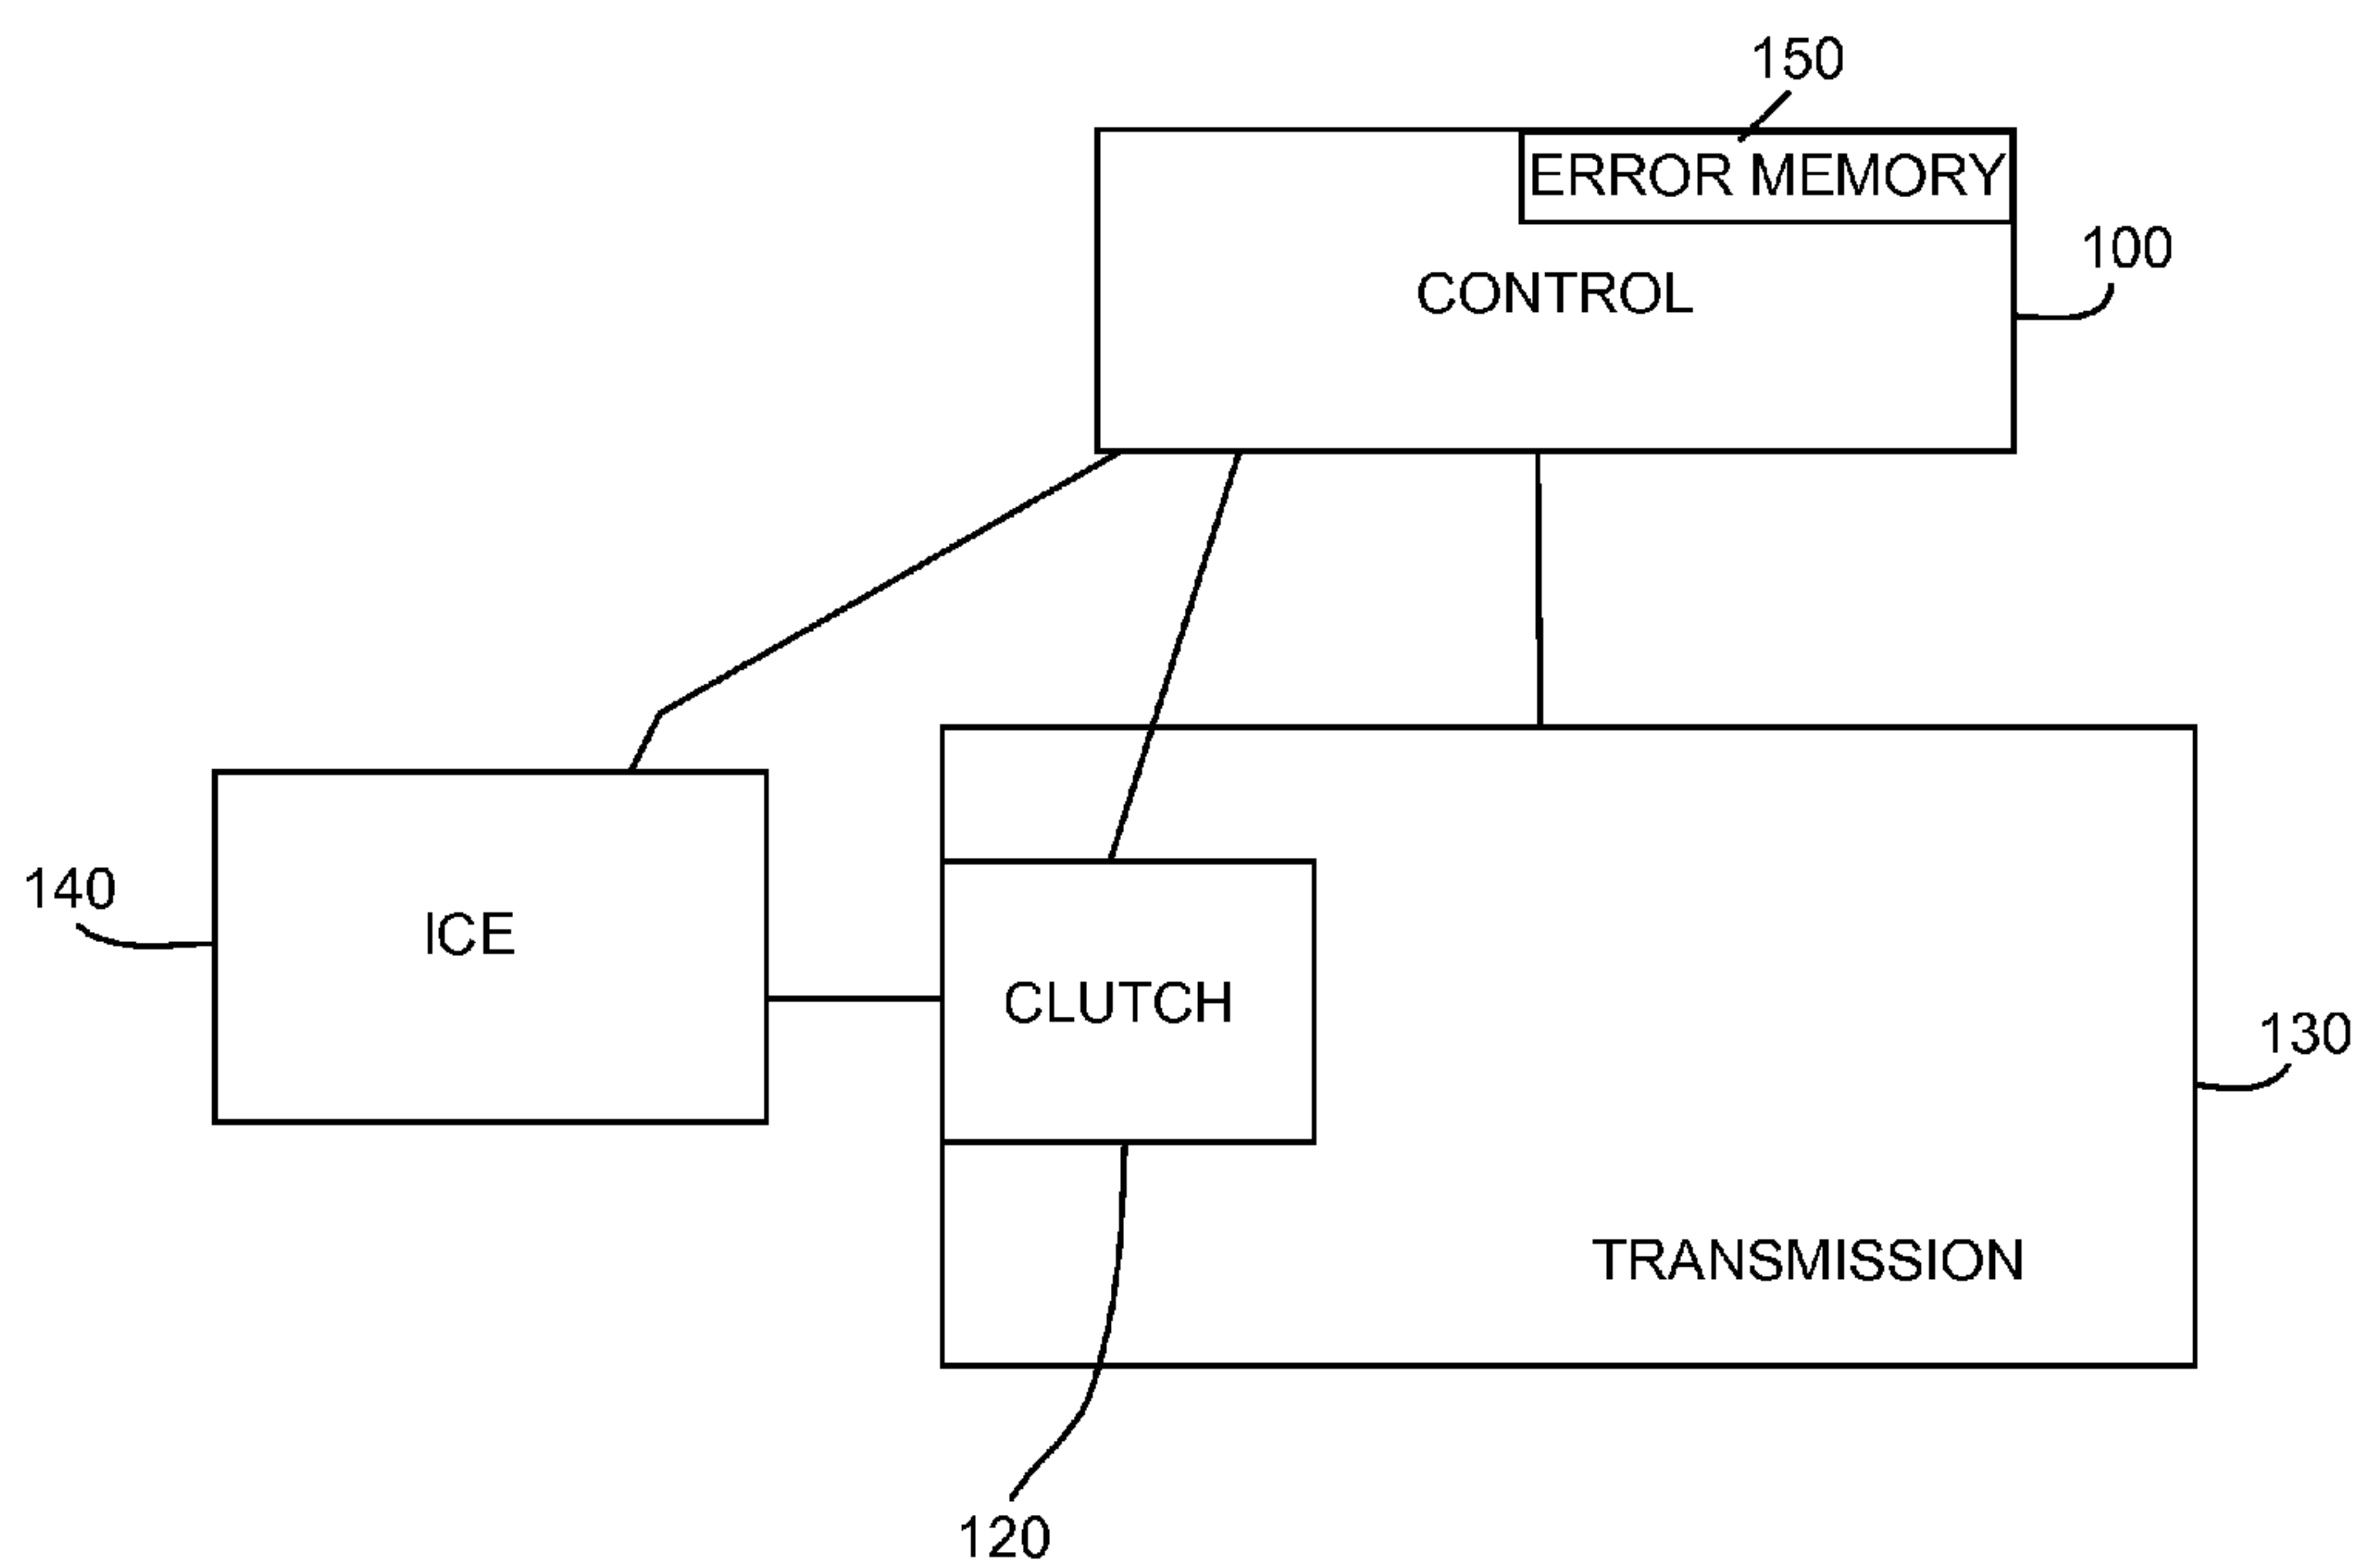 150
ERROR MEMORY
100
CONTROL
140
ICE
CLUTCH
130
TRANSMISSION
120